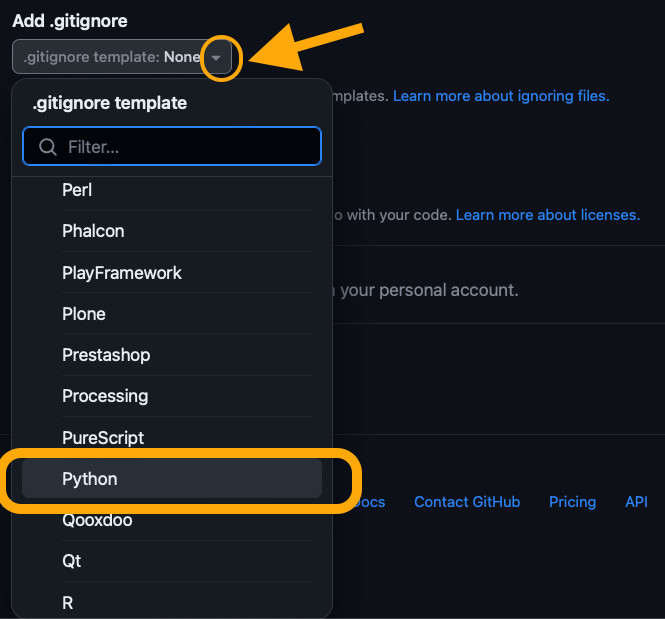 Add .gitignore
.gitignore template: None
.gitignore template
mplates. Learn more about ignoring files.
Filter...
Perl
o with your code. Learn more about licenses.
Phalcon
PlayFramework
your personal account.
Plone
Prestashop
Processing
PureScript
Python
Docs Contact GitHub Pricing API
Qooxdoo
Qt
R